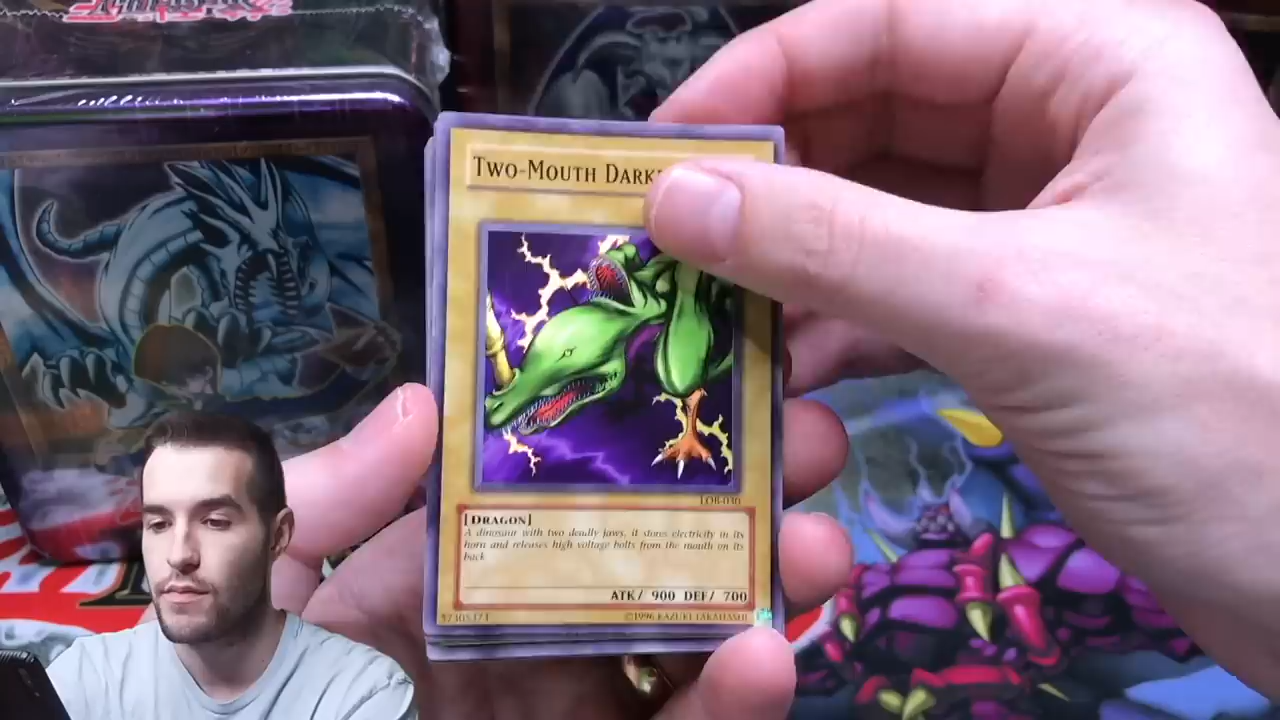 TWO-MOUTH DARK
LOB-030
[DRAGON]
A dinosaur with two deadly jaws, it stores electricity in its
horn and releases high voltage bolts from the mouth on its
back
ATK/ 900 DEF/ 700
57305373
©1996 KAZUKI TAKAHASHI